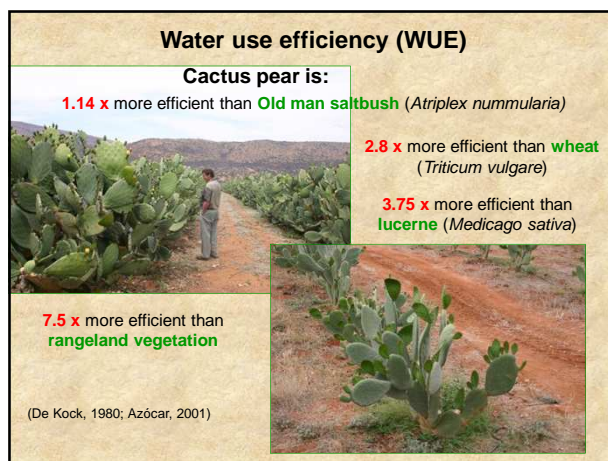 Water use efficiency (WUE)
Cactus pear is:
1.14 x more efficient than Old man saltbush (Atriplex nummularia)
2.8 x more efficient than wheat
(Triticum vulgare)
3.75 x more efficient than
lucerne (Medicago sativa)
7.5 x more efficient than
rangeland vegetation
(De Kock, 1980; Azócar, 2001)